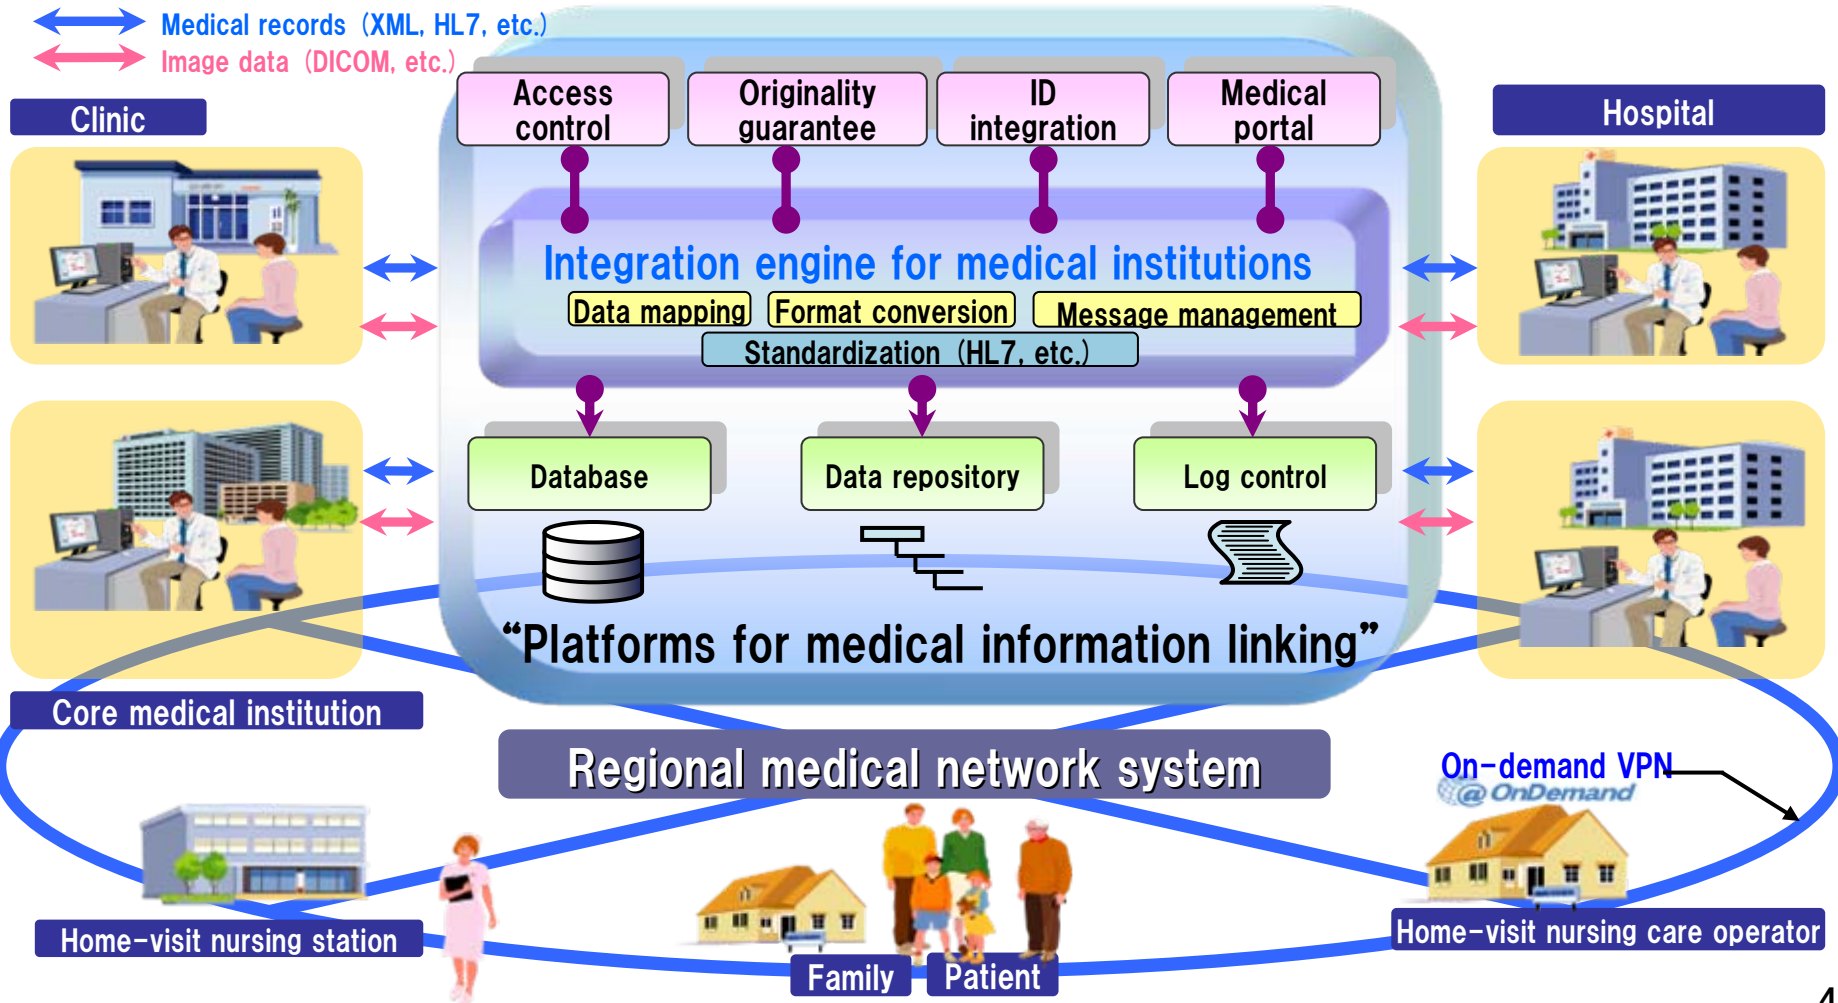 Medical records (XML, HL7, etc.)
Image data (DICOM, etc.)
Clinic
Hospital
Access
control
Originality
guarantee
ID
integration
Medical
portal
Integration engine for medical institutions
Data mapping
Format conversion
Message management
Standardization (HL7, etc.)
Database
Data repository
Log control
“Platforms for medical information linking”
Core medical institution
Regional medical network system
On-demand VPN
@ OnDemand
Home-visit nursing station
Family
Patient
Home-visit nursing care operator
4